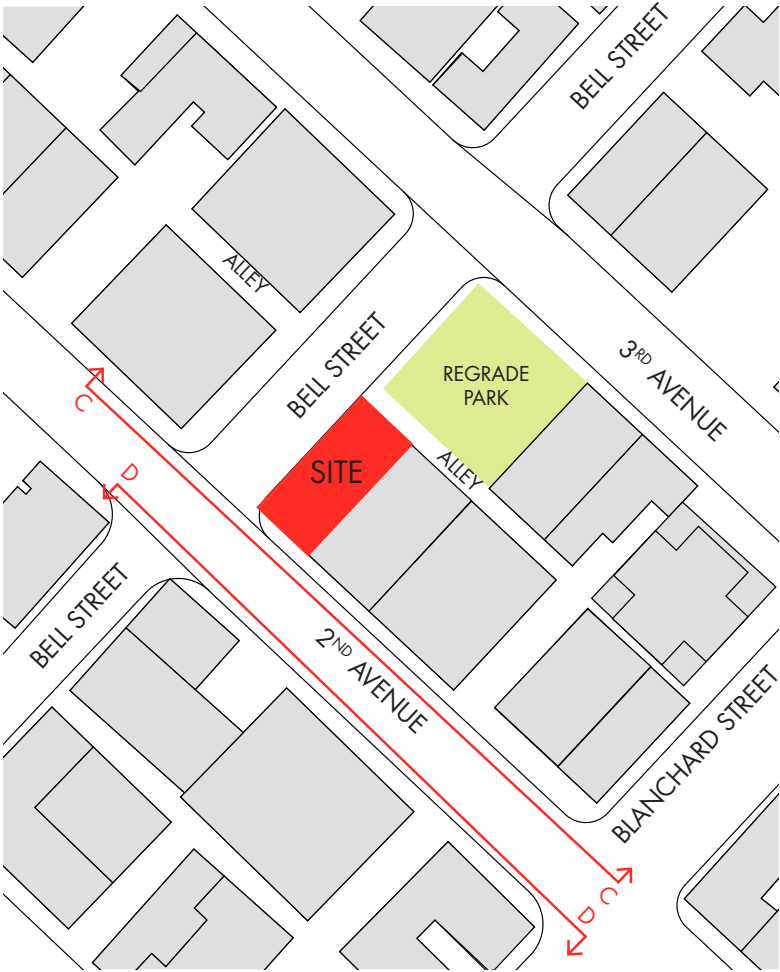 BELL STREET
ALLEY
BELL STREET
3RD AVENUE
REGRADE
PARK
C
D
SITE
ALLEY
BELL STREET
2ND AVENUE
BLANCHARD STREET
C
D